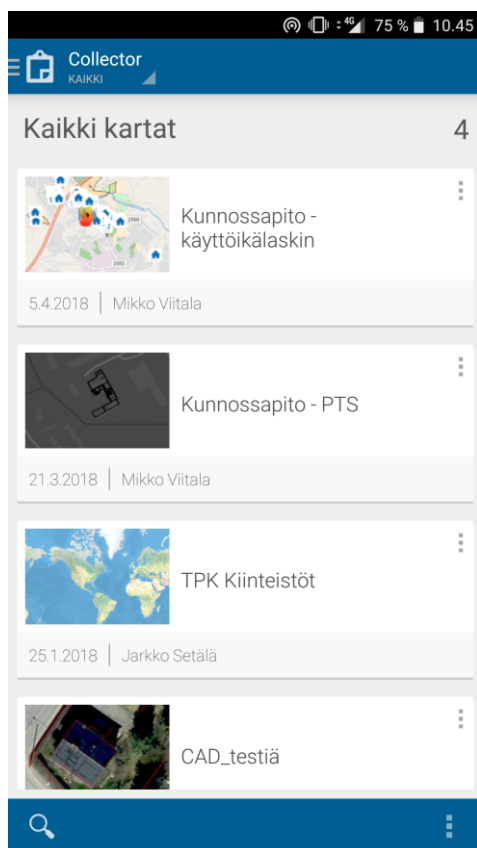 4G 75 % 10.45
Collector
KAIKKI
Kaikki kartat 4
Kunnossapito -
käyttöikälaskin
5.4.2018 | Mikko Viitala
Kunnossapito - PTS
21.3.2018 | Mikko Viitala
TPK Kiinteistöt
25.1.2018 | Jarkko Setälä
CAD_testiä